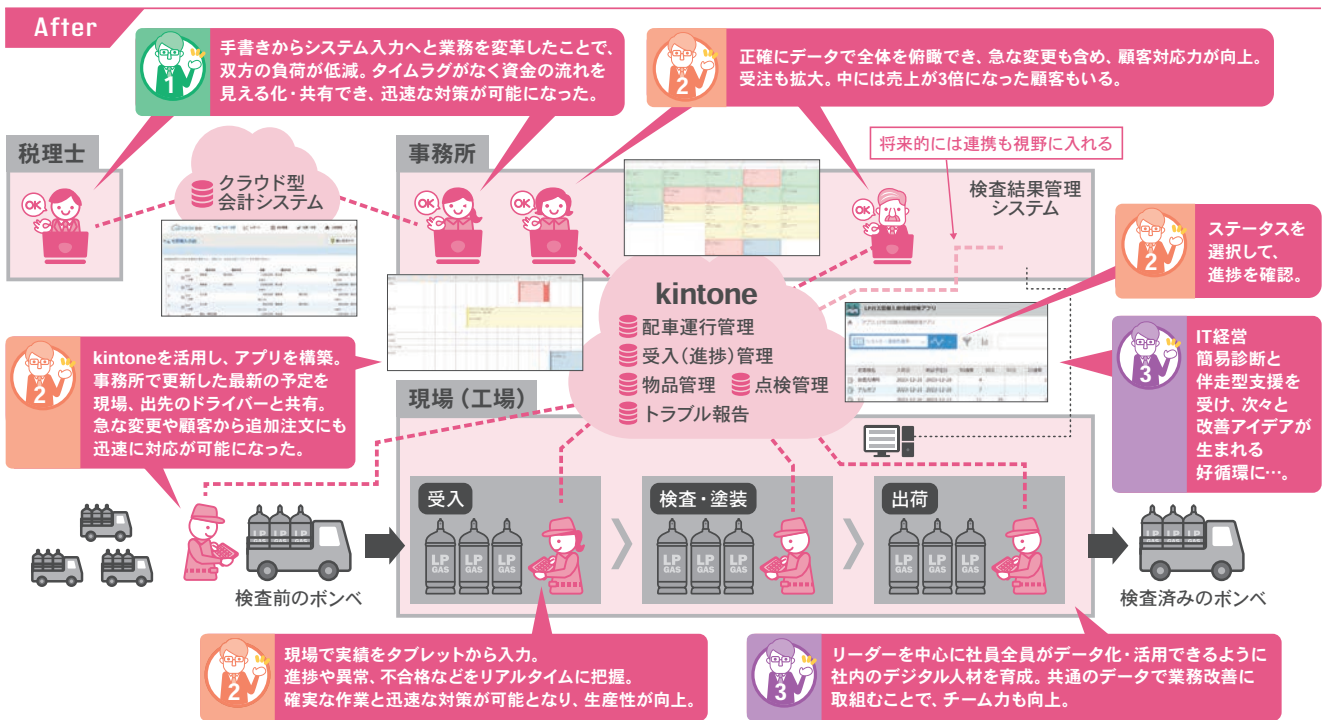 After
1
手書きからシステム入力へと業務を変革したことで、
双方の負荷が低減。タイムラグがなく資金の流れを
見える化・共有でき、迅速な対策が可能になった。
2
正確にデータで全体を俯瞰でき、急な変更も含め、顧客対応力が向上。
受注も拡大。中には売上が3倍になった顧客もいる。
税理士
OK
クラウド型
会計システム
事務所
OK
OK
OK
将来的には連携も視野に入れる
検査結果管理
システム
2
ステータスを
選択して、
進捗を確認。
kintone
配車運行管理
受入(進捗)管理
物品管理
点検管理
トラブル報告
3
IT経営
簡易診断と
伴走型支援を
受け、次々と
改善アイデアが
生まれる
好循環に…。
2
kintoneを活用し、アプリを構築。
事務所で更新した最新の予定を
現場、出先のドライバーと共有。
急な変更や顧客から追加注文にも
迅速に対応が可能になった。
現場(工場)
受入
検査・塗装
出荷
LP GAS
LP GAS
LP GAS
LP GAS
LP GAS
LP GAS
LP GAS
LP GAS
LP GAS
検査前のボンベ
検査済みのボンベ
2
現場で実績をタブレットから入力。
進捗や異常、不合格などをリアルタイムに把握。
確実な作業と迅速な対策が可能となり、生産性が向上。
3
リーダーを中心に社員全員がデータ化・活用できるように
社内のデジタル人材を育成。共通のデータで業務改善に
取組むことで、チーム力も向上。